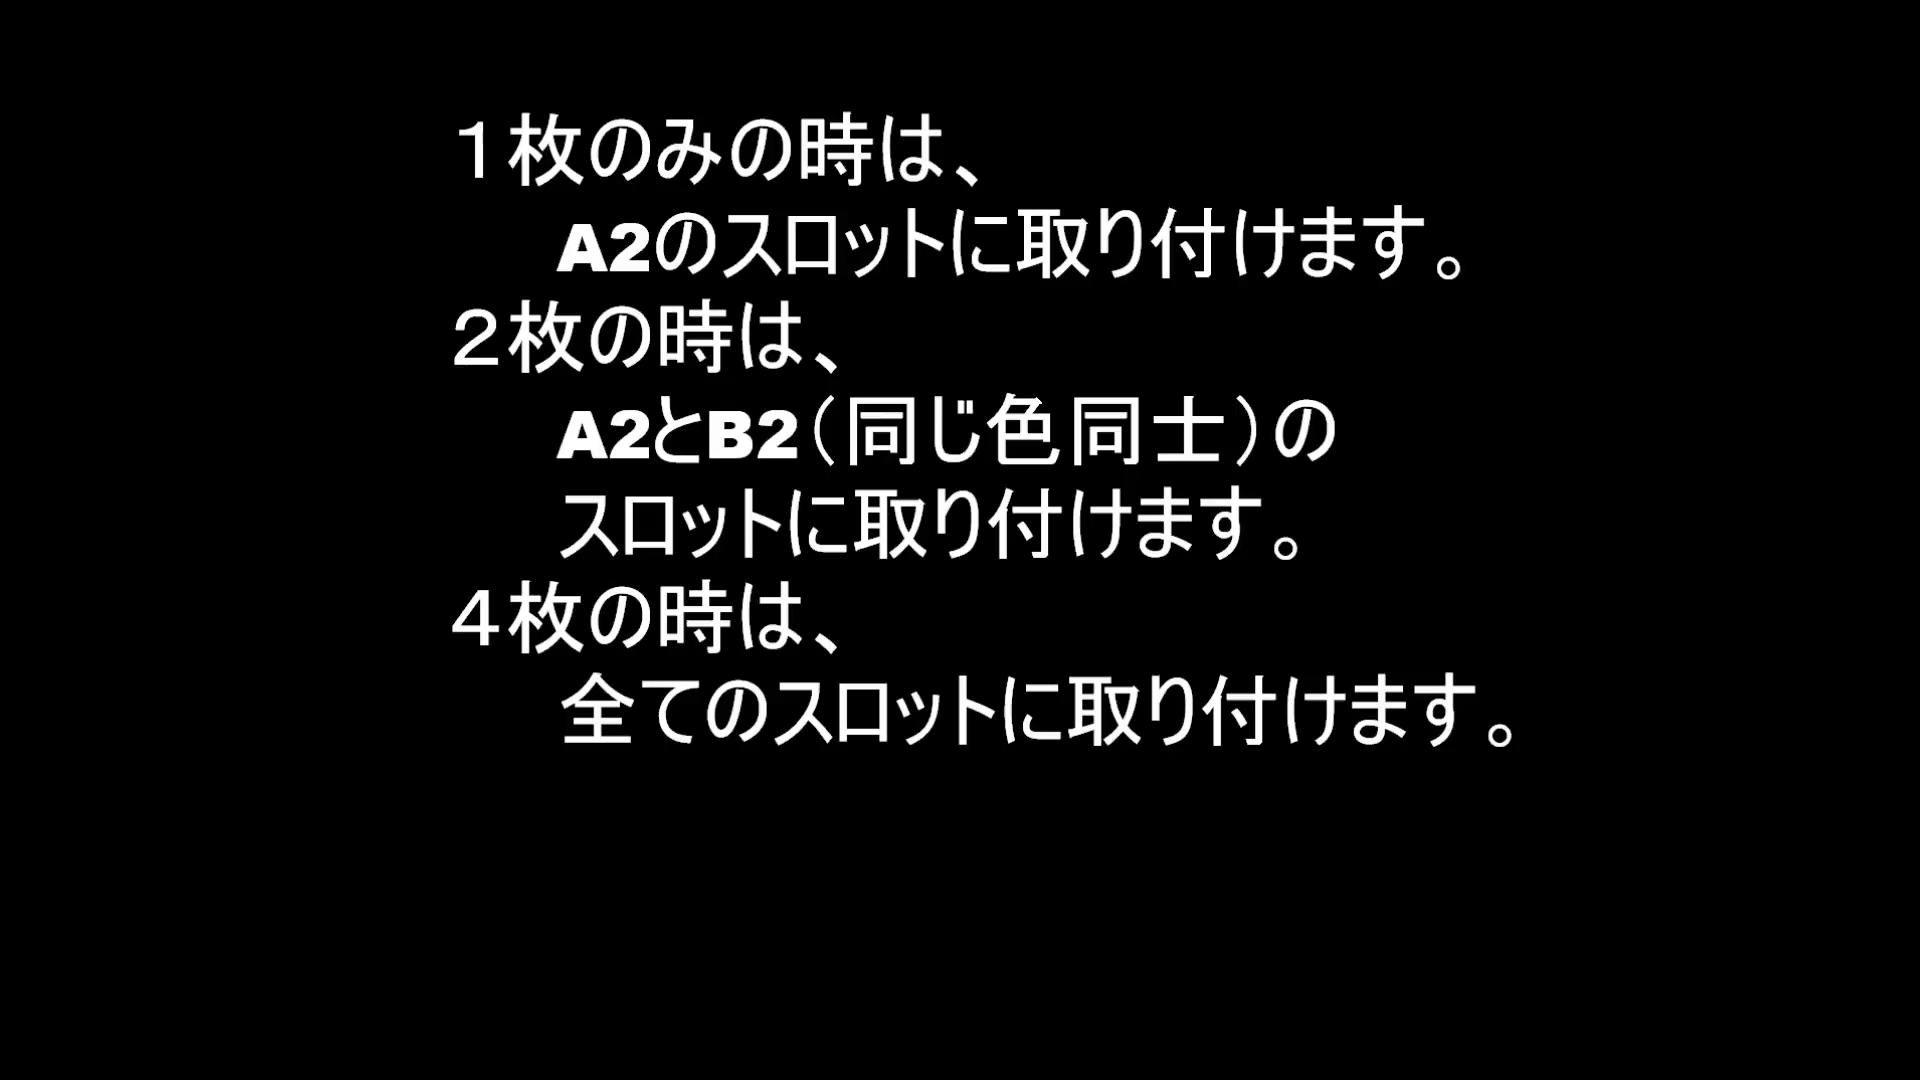 １枚のみの時は、
A2のスロットに取り付けます。
２枚の時は、
A2とB2（同じ色同士）の
スロットに取り付けます。
４枚の時は、
全てのスロットに取り付けます。